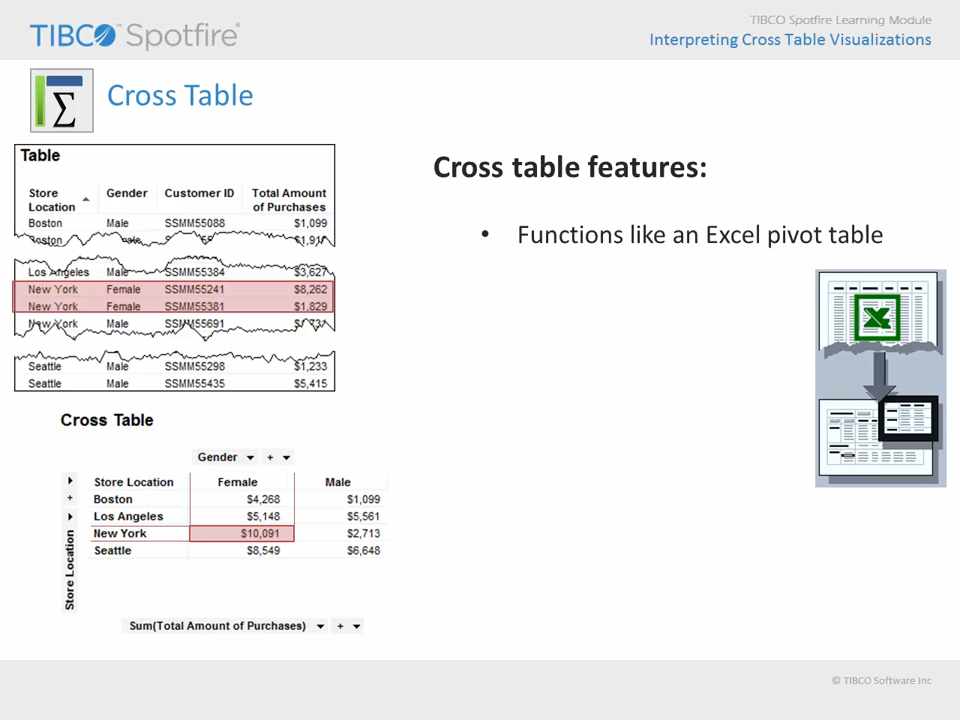 TIBCO Spotfire Learning Module
TIBCO™ Spotfire®
Interpreting Cross Table Visualizations
Σ
Cross Table
Table
Store Location Gender Customer ID Total Amount of Purchases
Boston Male SSMM55088 $1,099
Los Angeles Male SSMM55384 $3,627
New York Female SSMM55241 $8,262
New York Female SSMM55381 $1,829
New York Male SSMM55691
Seattle Male SSMM55298 $1,233
Seattle Male SSMM55435 $5,415
Cross table features:
• Functions like an Excel pivot table
Cross Table
Gender +
Store Location Female Male
Boston $4,268 $1,099
Los Angeles $5,148 $5,561
New York $10,091 $2,713
Seattle $8,549 $6,648
+ Store Location
Sum(Total Amount of Purchases) +
© TIBCO Software Inc